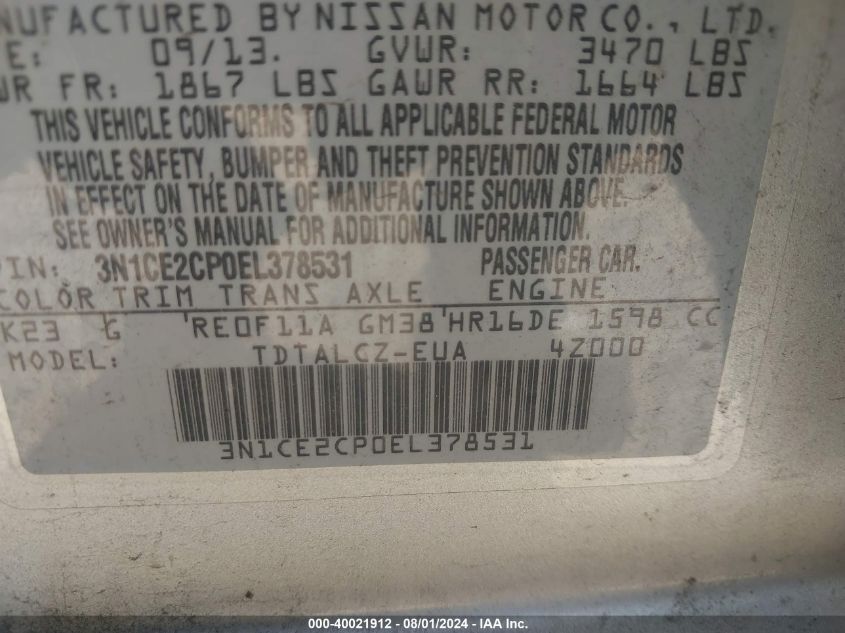 NUFACTURED BY NISSAN MOTOR CO., LTD.
E: 09/13. GVWR: 3470 LBS
WR FR: 1867 LBS GAWR RR: 1664 LBS
THIS VEHICLE CONFORMS TO ALL APPLICABLE FEDERAL MOTOR
VEHICLE SAFETY, BUMPER AND THEFT PREVENTION STANDARDS
IN EFFECT ON THE DATE OF MANUFACTURE SHOWN ABOVE.
SEE OWNER'S MANUAL FOR ADDITIONAL INFORMATION.
IN: 3N1CE2CP0EL378531 PASSENGER CAR.
COLOR TRIM TRANS AXLE ENGINE
K23 G RE0F11A GM38 HR16DE 1598 CC
MODEL: TDTALCZ-EUA 4Z000
3N1CE2CP0EL378531
000-40021912 - 08/01/2024 - IAA Inc.